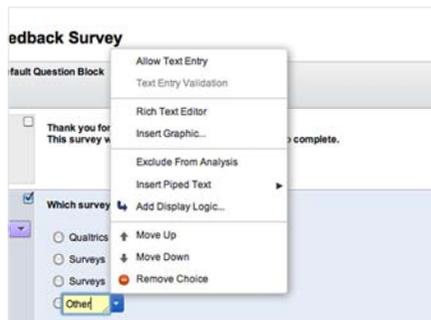 edback Survey
efault Question Block
Allow Text Entry
Text Entry Validation
Rich Text Editor
Insert Graphic...
Thank you for
This survey w
o complete.
Exclude From Analysis
Insert Piped Text
Add Display Logic...
Which survey
Move Up
Move Down
Remove Choice
Qualtrics
Surveys
Surveys
Other